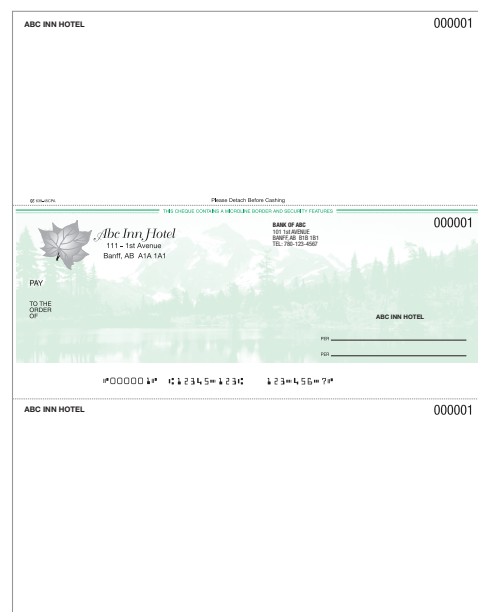 ABC INN HOTEL 000001
Please Detach Before Cashing
THIS CHEQUE CONTAINS A MICROLINE BORDER AND SECURITY FEATURES
Abc Inn Hotel
111 – 1st Avenue
Banff, AB A1A 1A1
BANK OF ABC
101 1st AVENUE
BANFF, AB B1B 1B1
TEL: 780-123-4567
000001
PAY
TO THE
ORDER
OF
ABC INN HOTEL
PER
PER
⑈000001⑈ ⑆12345⑉123⑆ 123⑉456⑉7⑈
ABC INN HOTEL 000001